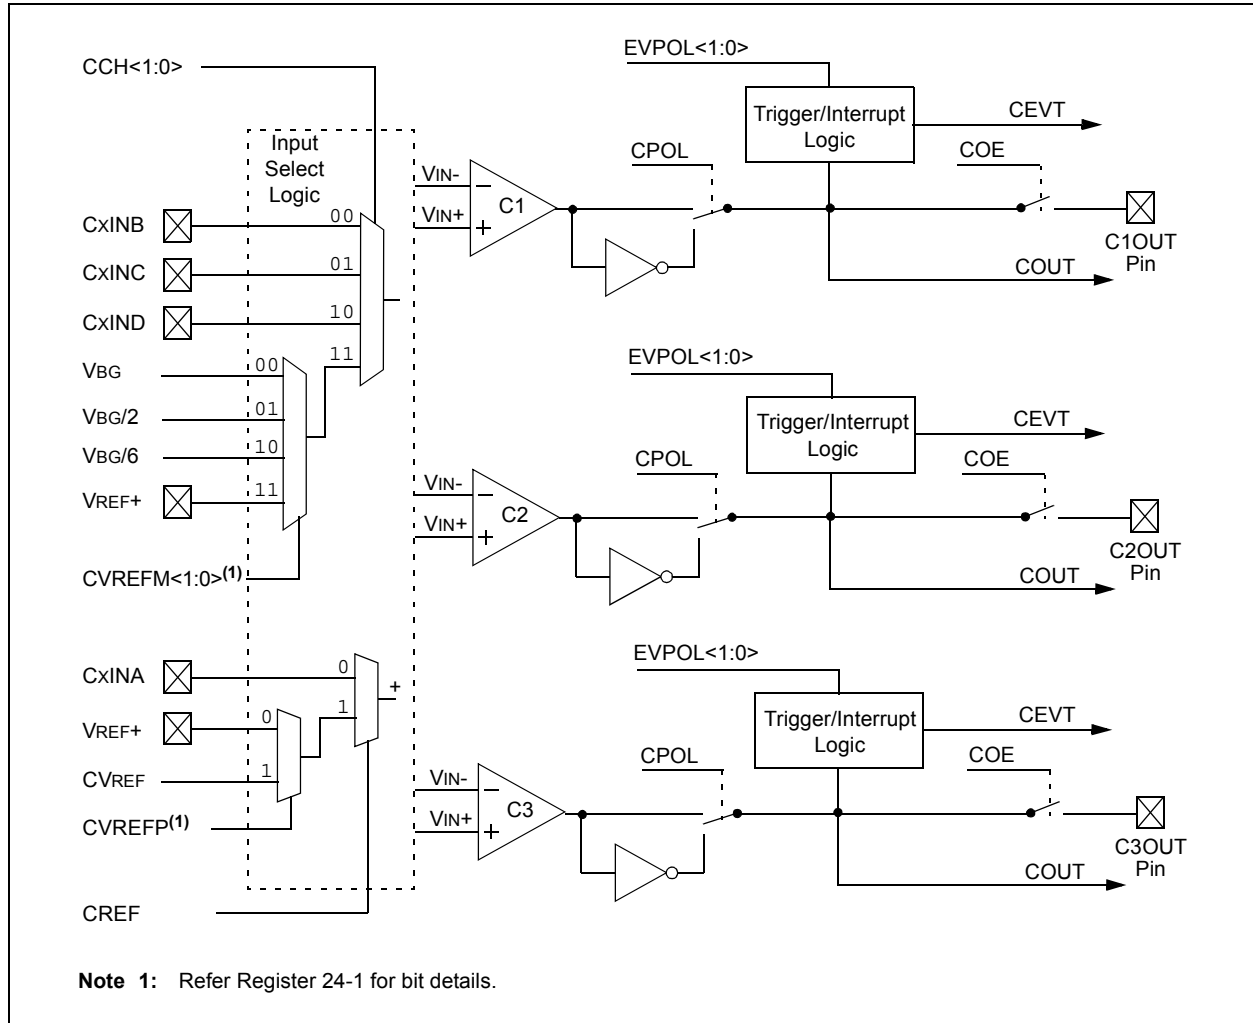 EVPOL<1:0>
CCH<1:0>
Trigger/Interrupt
Logic
CEVT
Input
Select
Logic
CPOL
COE
VIN-
C1
VIN+
CXINB
00
C1OUT
Pin
CXINC
01
COUT
CXIND
10
11
EVPOL<1:0>
VBG
00
Trigger/Interrupt
Logic
CEVT
VBG/2
01
VBG/6
10
CPOL
COE
VREF+
11
VIN-
C2
VIN+
C2OUT
Pin
CVREFM<1:0>(1)
COUT
EVPOL<1:0>
CXINA
0
+
Trigger/Interrupt
Logic
CEVT
VREF+
0
1
CPOL
COE
CVREF
1
VIN-
C3
VIN+
CVREFP(1)
C3OUT
Pin
COUT
CREF
Note 1: Refer Register 24-1 for bit details.